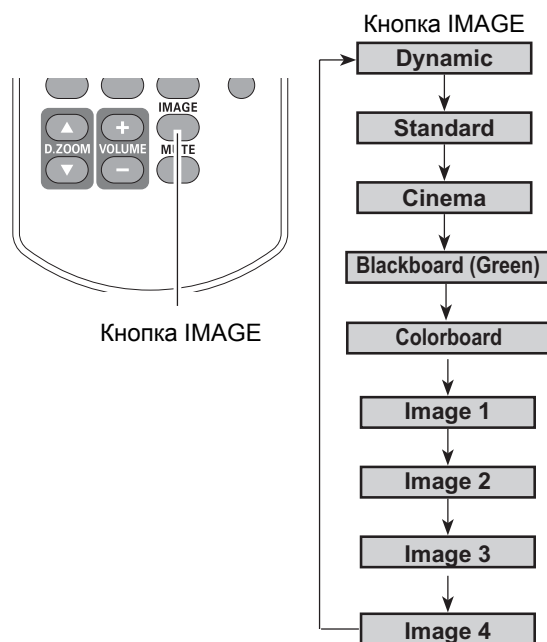 IMAGE
D.ZOOM
VOLUME
MUTE
Кнопка IMAGE
Кнопка IMAGE
Dynamic
Standard
Cinema
Blackboard (Green)
Colorboard
Image 1
Image 2
Image 3
Image 4